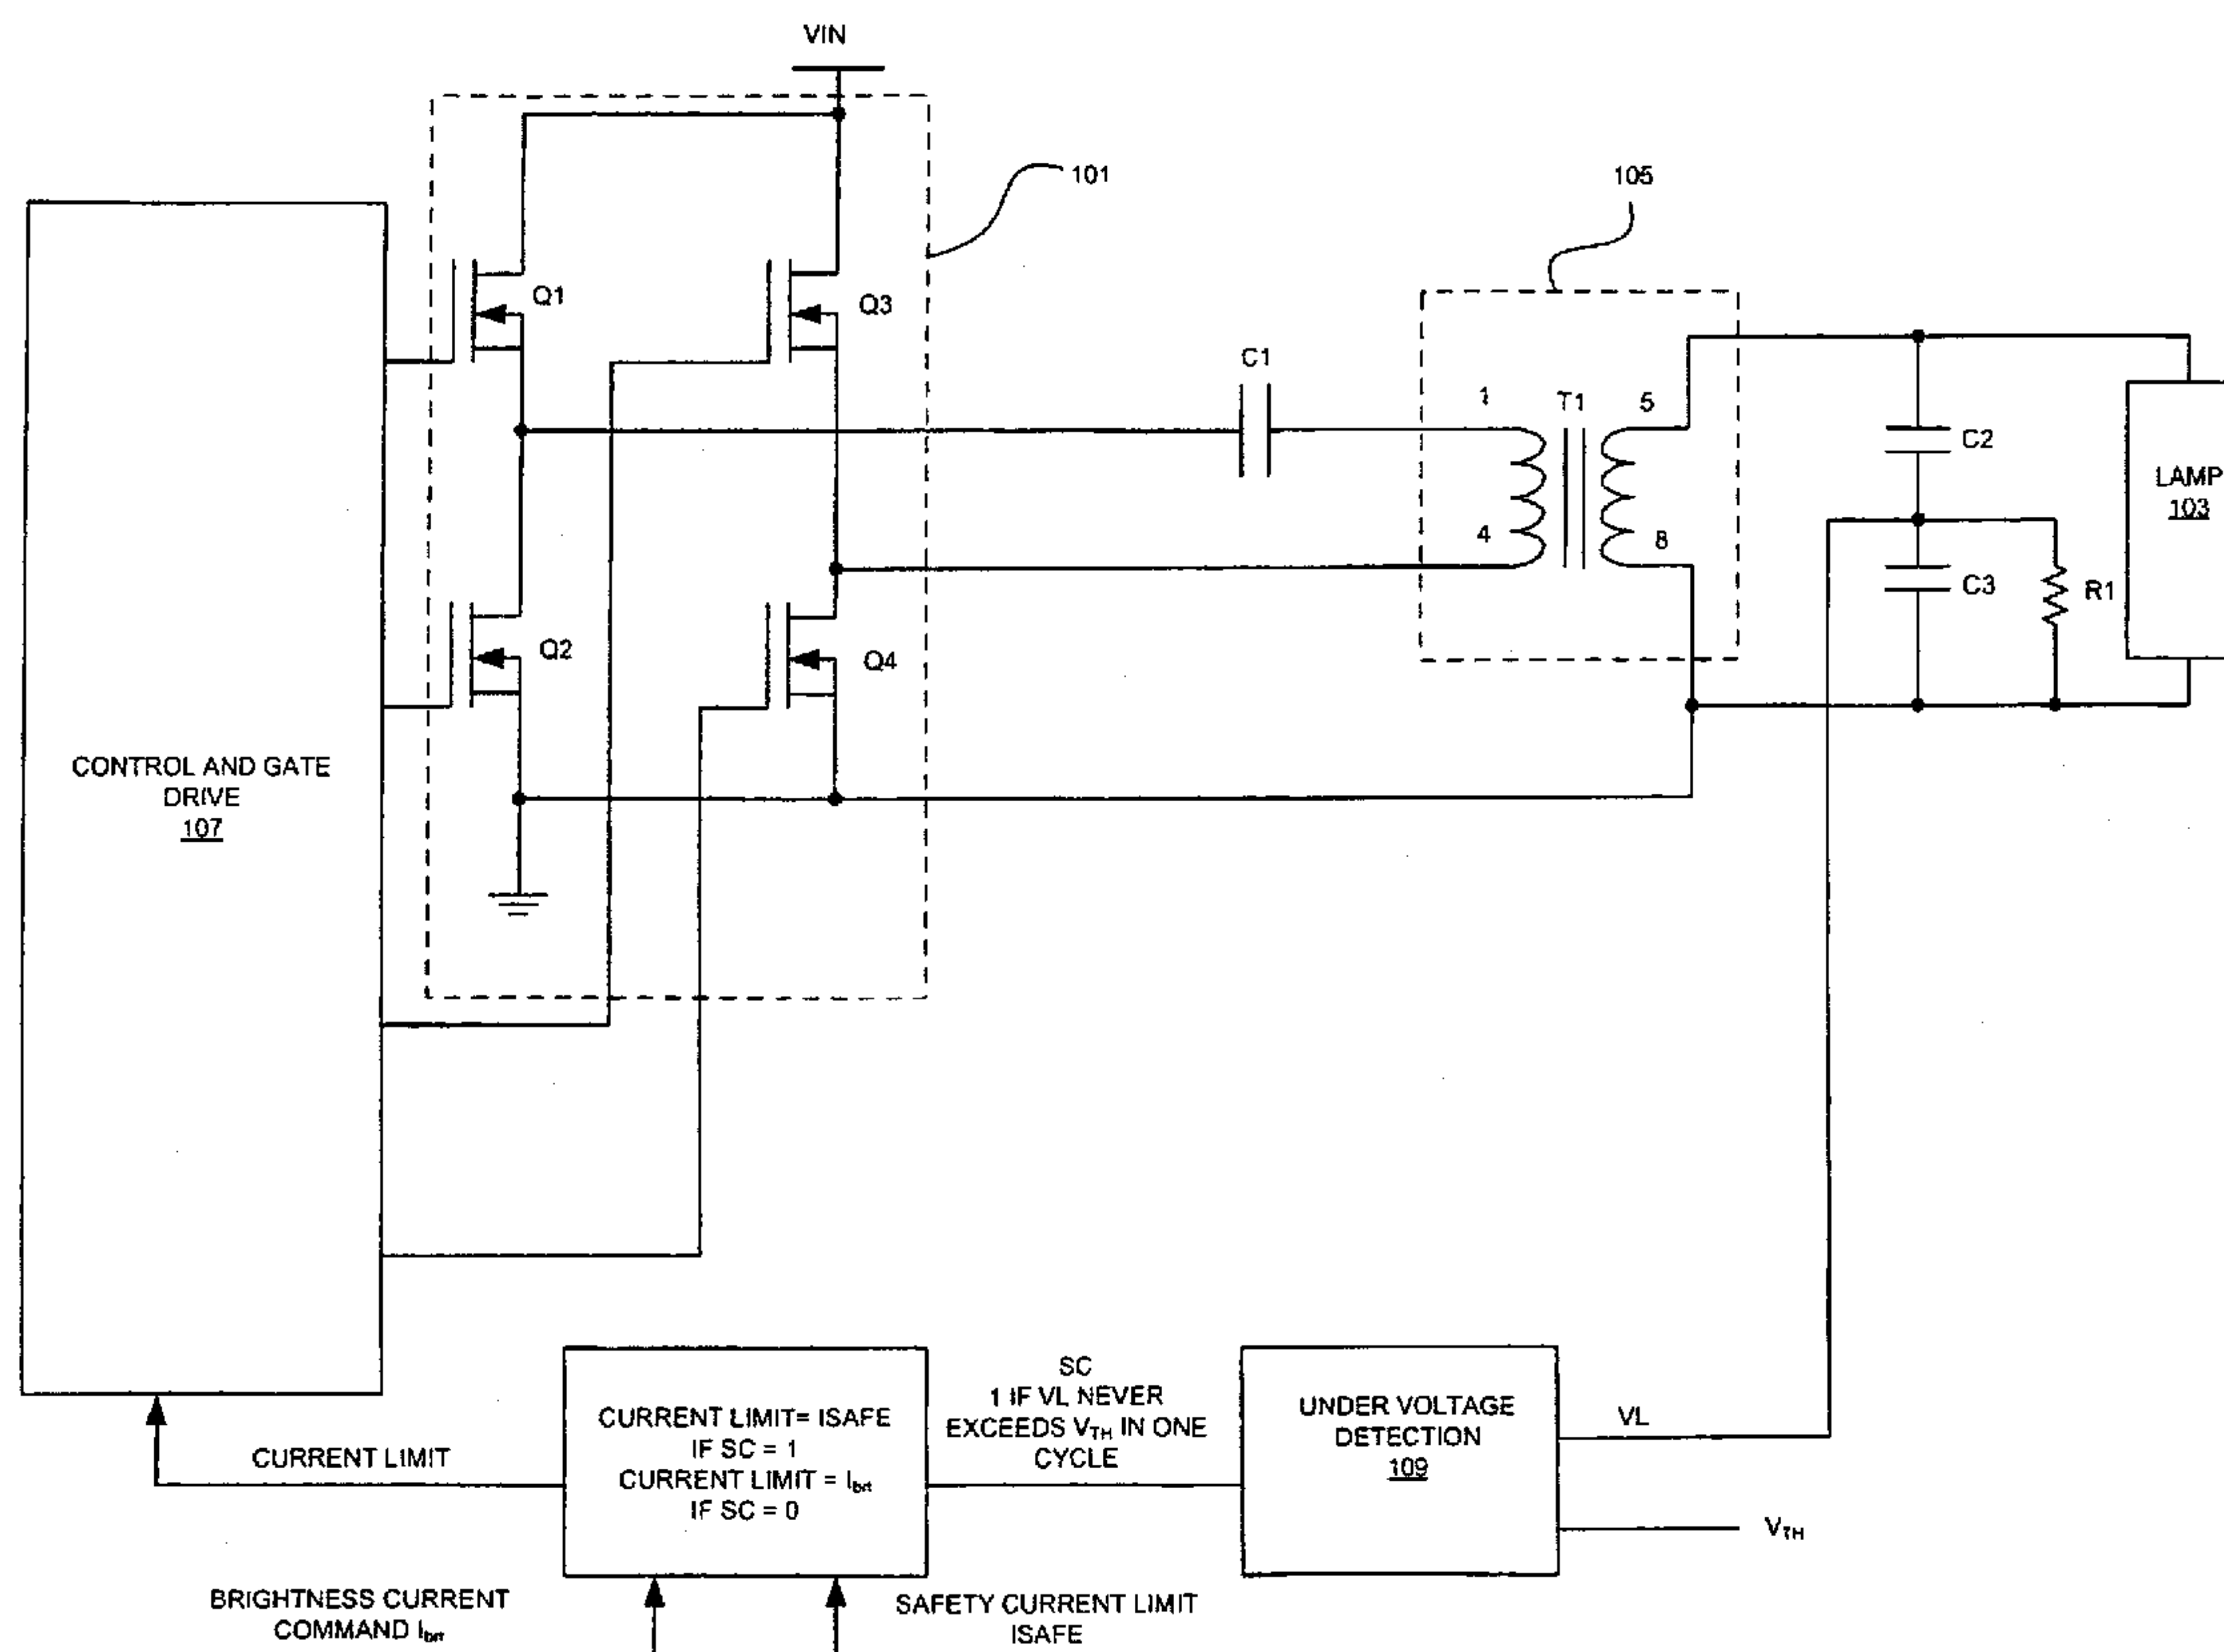 VIN
101
105
Q1
Q3
C1
1
T1
5
C2
LAMP
103
4
8
C3
R1
Q2
Q4
CONTROL AND GATE
DRIVE
107
SC
1 IF VL NEVER
EXCEEDS VTH IN ONE
CYCLE
CURRENT LIMIT= ISAFE
IF SC = 1
CURRENT LIMIT = Ibrt
IF SC = 0
UNDER VOLTAGE
DETECTION
109
VL
VTH
CURRENT LIMIT
BRIGHTNESS CURRENT
COMMAND Ibrt
SAFETY CURRENT LIMIT
ISAFE